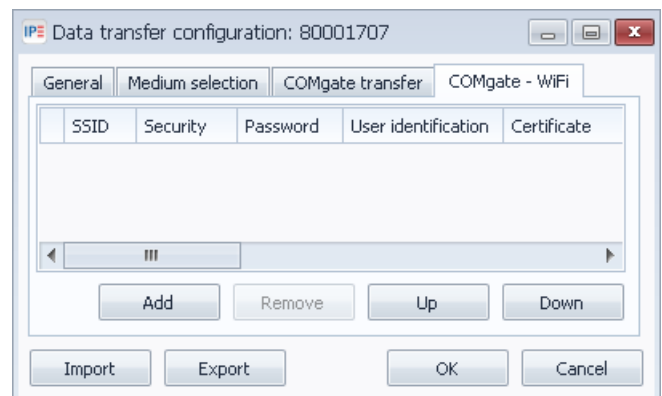 IPE Data transfer configuration: 80001707
General Medium selection COMgate transfer COMgate - WiFi
SSID Security Password User identification Certificate
Add Remove Up Down
Import Export OK Cancel